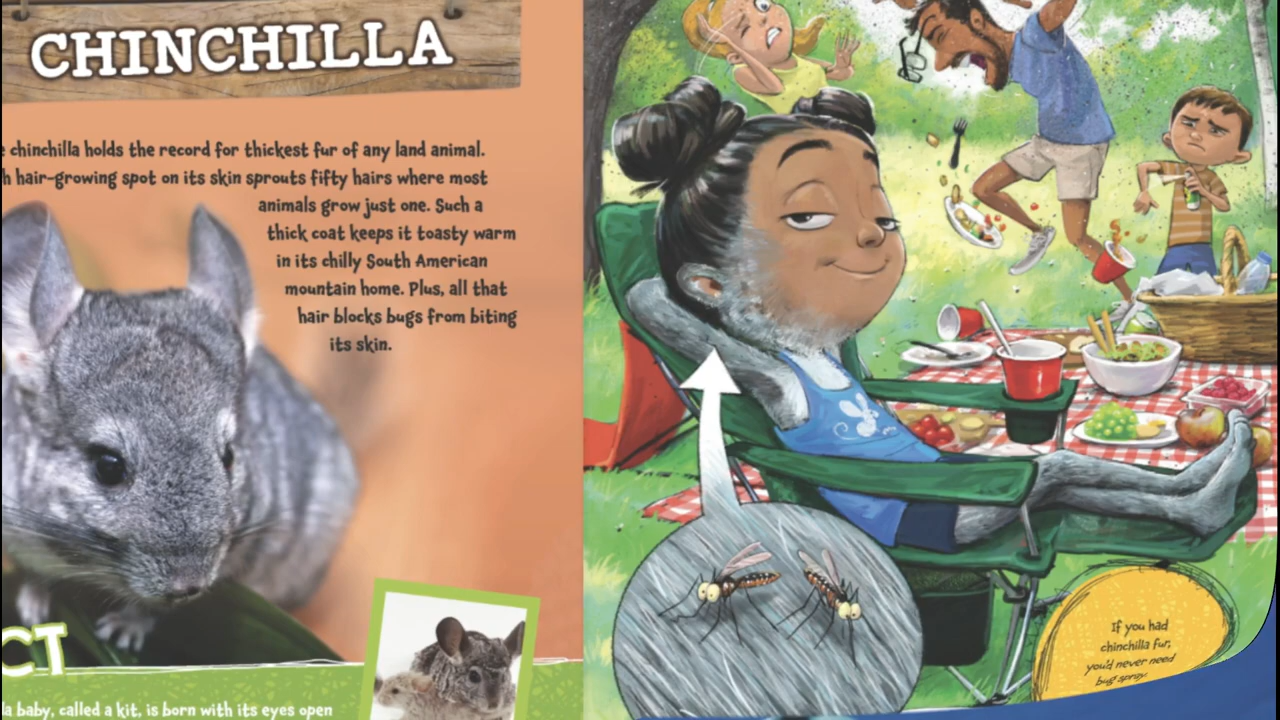 CHINCHILLA
chinchilla holds the record for thickest fur of any land animal.
hair-growing spot on its skin sprouts fifty hairs where most
animals grow just one. Such a
thick coat keeps it toasty warm
in its chilly South American
mountain home. Plus, all that
hair blocks bugs from biting
its skin.
CT
la baby, called a kit, is born with its eyes open
If you had
chinchilla fur,
you'd never need
bug spray.